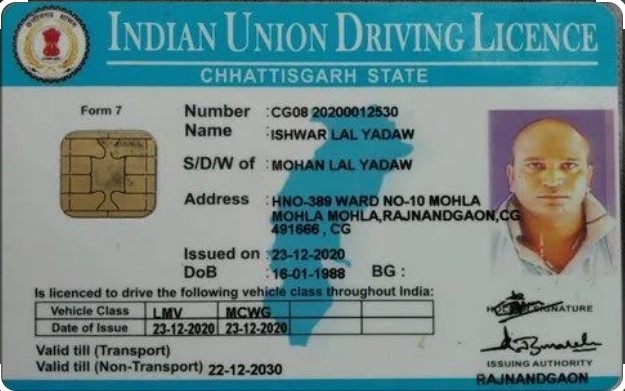 INDIAN UNION DRIVING LICENCE
CHHATTISGARH STATE
Form 7
Number : CG08 20200012530
Name : ISHWAR LAL YADAW
S/D/W of : MOHAN LAL YADAW
Address : HNO-389 WARD NO-10 MOHLA
MOHLA MOHLA,RAJNANDGAON,CG
491666 , CG
Issued on : 23-12-2020
DoB : 16-01-1988 BG :
Is licenced to drive the following vehicle class throughout India:
Vehicle Class LMV MCWG
Date of Issue 23-12-2020 23-12-2020
Valid till (Transport)
Valid till (Non-Transport) 22-12-2030
HOLDER SIGNATURE
ISSUING AUTHORITY
RAJNANDGAON